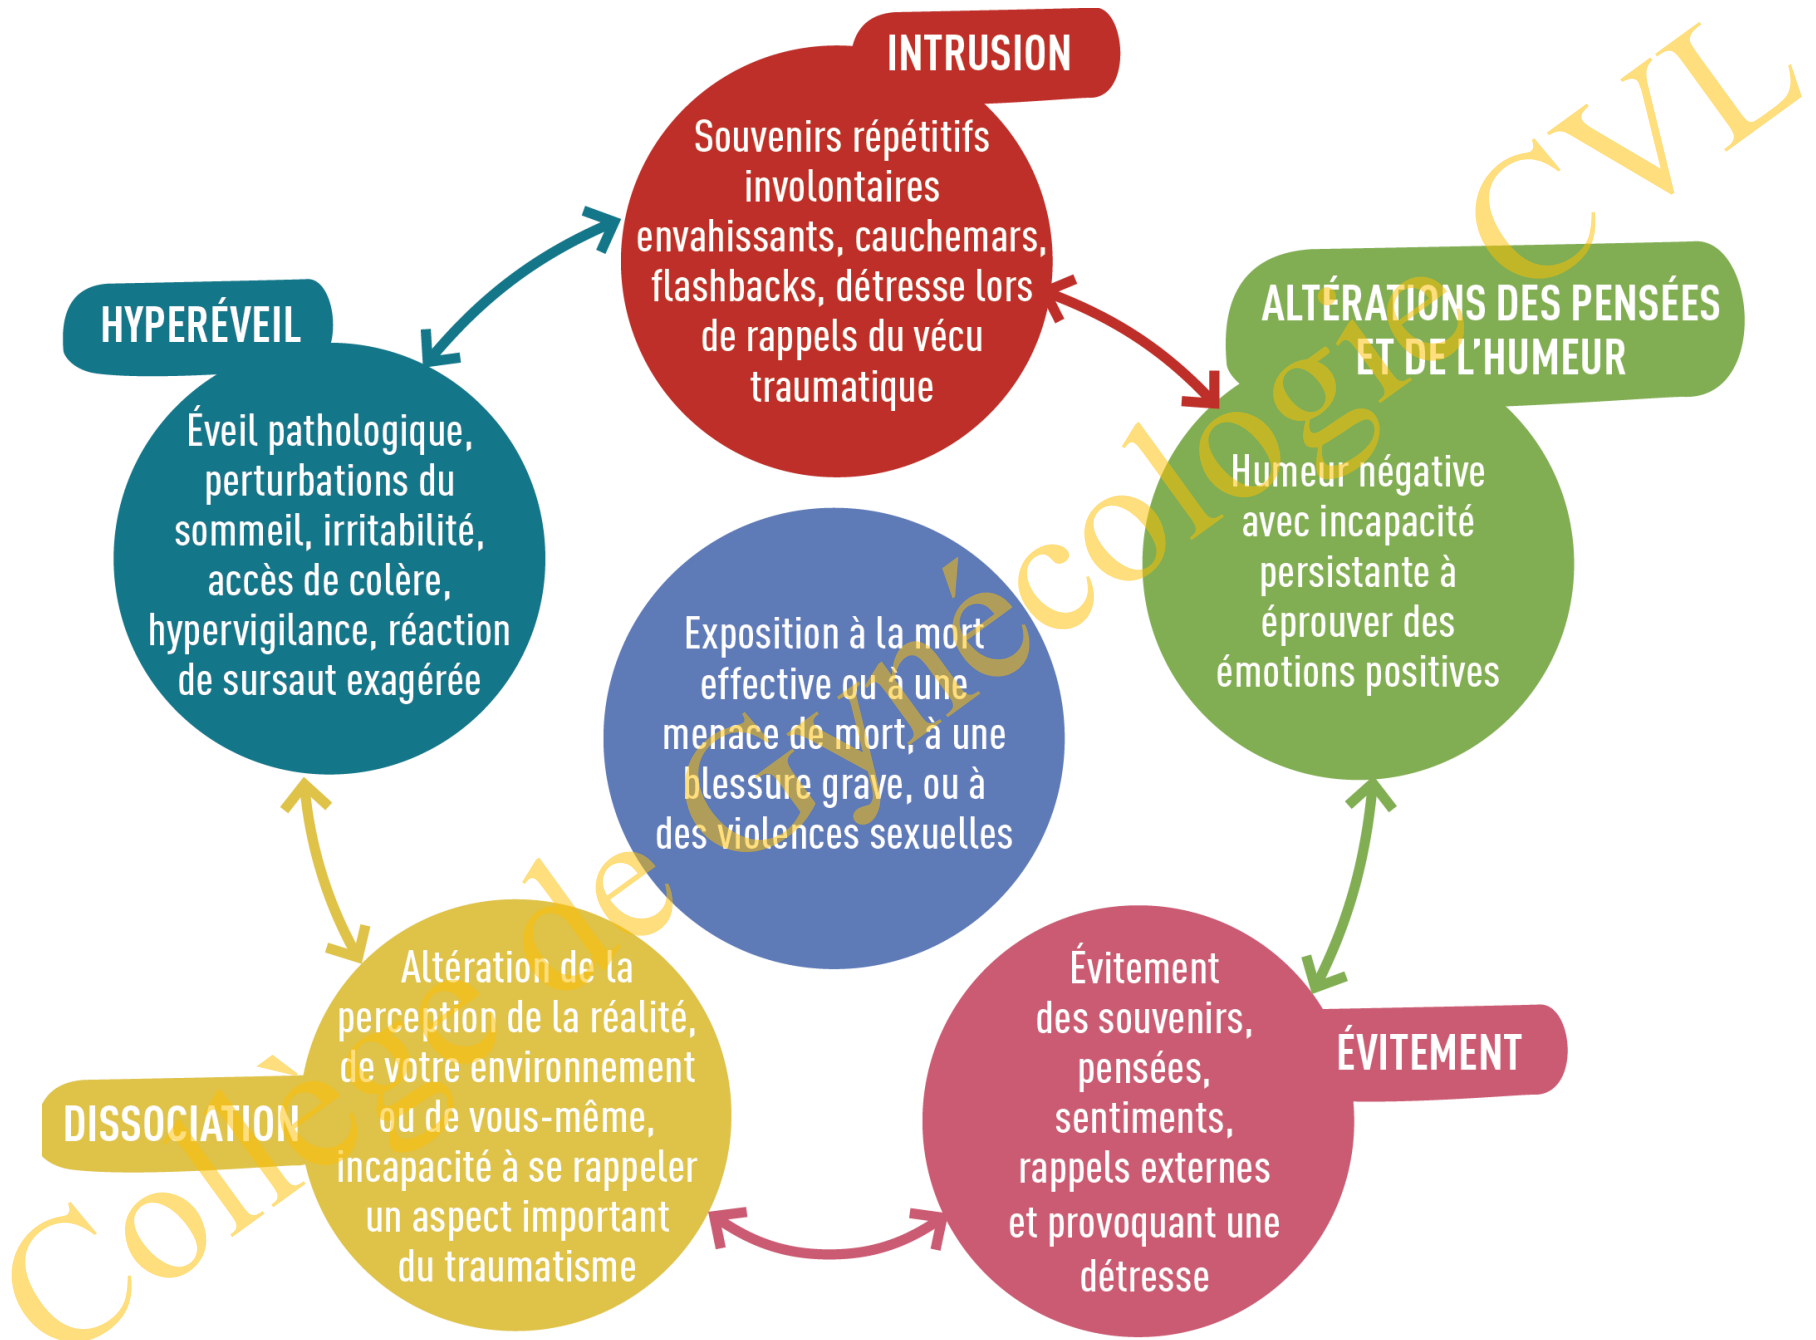 INTRUSION
Souvenirs répétitifs
involontaires
envahissants, cauchemars,
flashbacks, détresse lors
de rappels du vécu
traumatique
HYPERÉVEIL
Éveil pathologique,
perturbations du
sommeil, irritabilité,
accès de colère,
hypervigilance, réaction
de sursaut exagérée
ALTÉRATIONS DES PENSÉES
ET DE L'HUMEUR
Humeur négative
avec incapacité
persistante à
éprouver des
émotions positives
Exposition à la mort
effective ou à une
menace de mort, à une
blessure grave, ou à
des violences sexuelles
DISSOCIATION
Altération de la
perception de la réalité,
de votre environnement
ou de vous-même,
incapacité à se rappeler
un aspect important
du traumatisme
ÉVITEMENT
Évitement
des souvenirs,
pensées,
sentiments,
rappels externes
et provoquant une
détresse
Collège de Gynécologie CVL